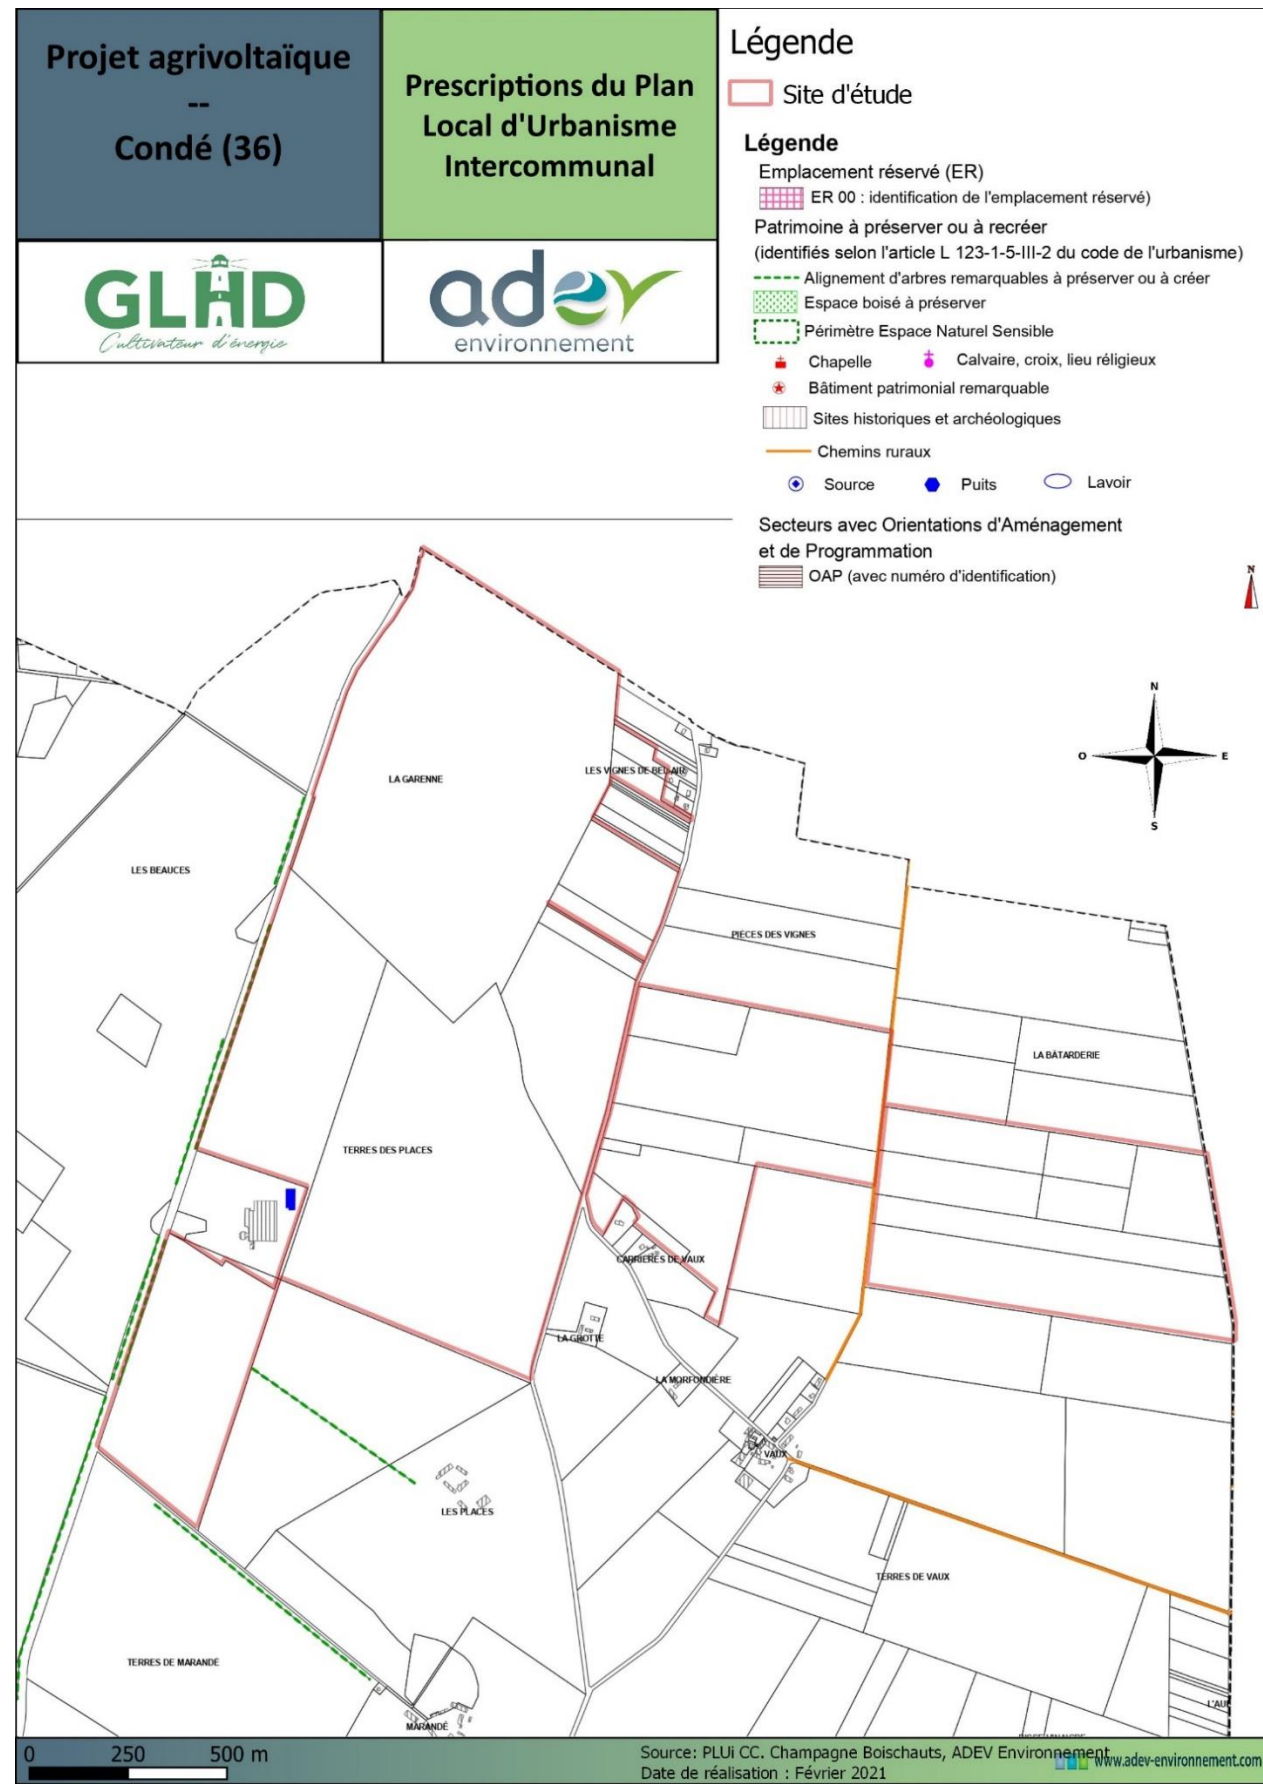 Projet agrivoltaïque
--
Condé (36)
Prescriptions du Plan
Local d'Urbanisme
Intercommunal
GLHD
Cultivateur d'énergie
adev
environnement
Légende
Site d'étude
Légende
Emplacement réservé (ER)
ER 00 : identification de l'emplacement réservé)
Patrimoine à préserver ou à recréer
(identifiés selon l'article L 123-1-5-III-2 du code de l'urbanisme)
Alignement d'arbres remarquables à préserver ou à créer
Espace boisé à préserver
Périmètre Espace Naturel Sensible
Chapelle
Calvaire, croix, lieu réligieux
Bâtiment patrimonial remarquable
Sites historiques et archéologiques
Chemins ruraux
Source
Puits
Lavoir
Secteurs avec Orientations d'Aménagement
et de Programmation
OAP (avec numéro d'identification)
N
N
O
E
S
LA GARENNE
LES VIGNES DE BEL AIR
LES BEAUCES
PIÈCES DES VIGNES
LA BÂTARDERIE
TERRES DES PLACES
CARRIÈRES DE VAUX
LA GROTTE
LA MORFONDIÈRE
VAUX
LES PLACES
TERRES DE VAUX
TERRES DE MARANDÉ
L'AU
MARANDÉ
0 250 500 m
Source: PLUi CC. Champagne Boischauts, ADEV Environnement
Date de réalisation : Février 2021
www.adev-environnement.com